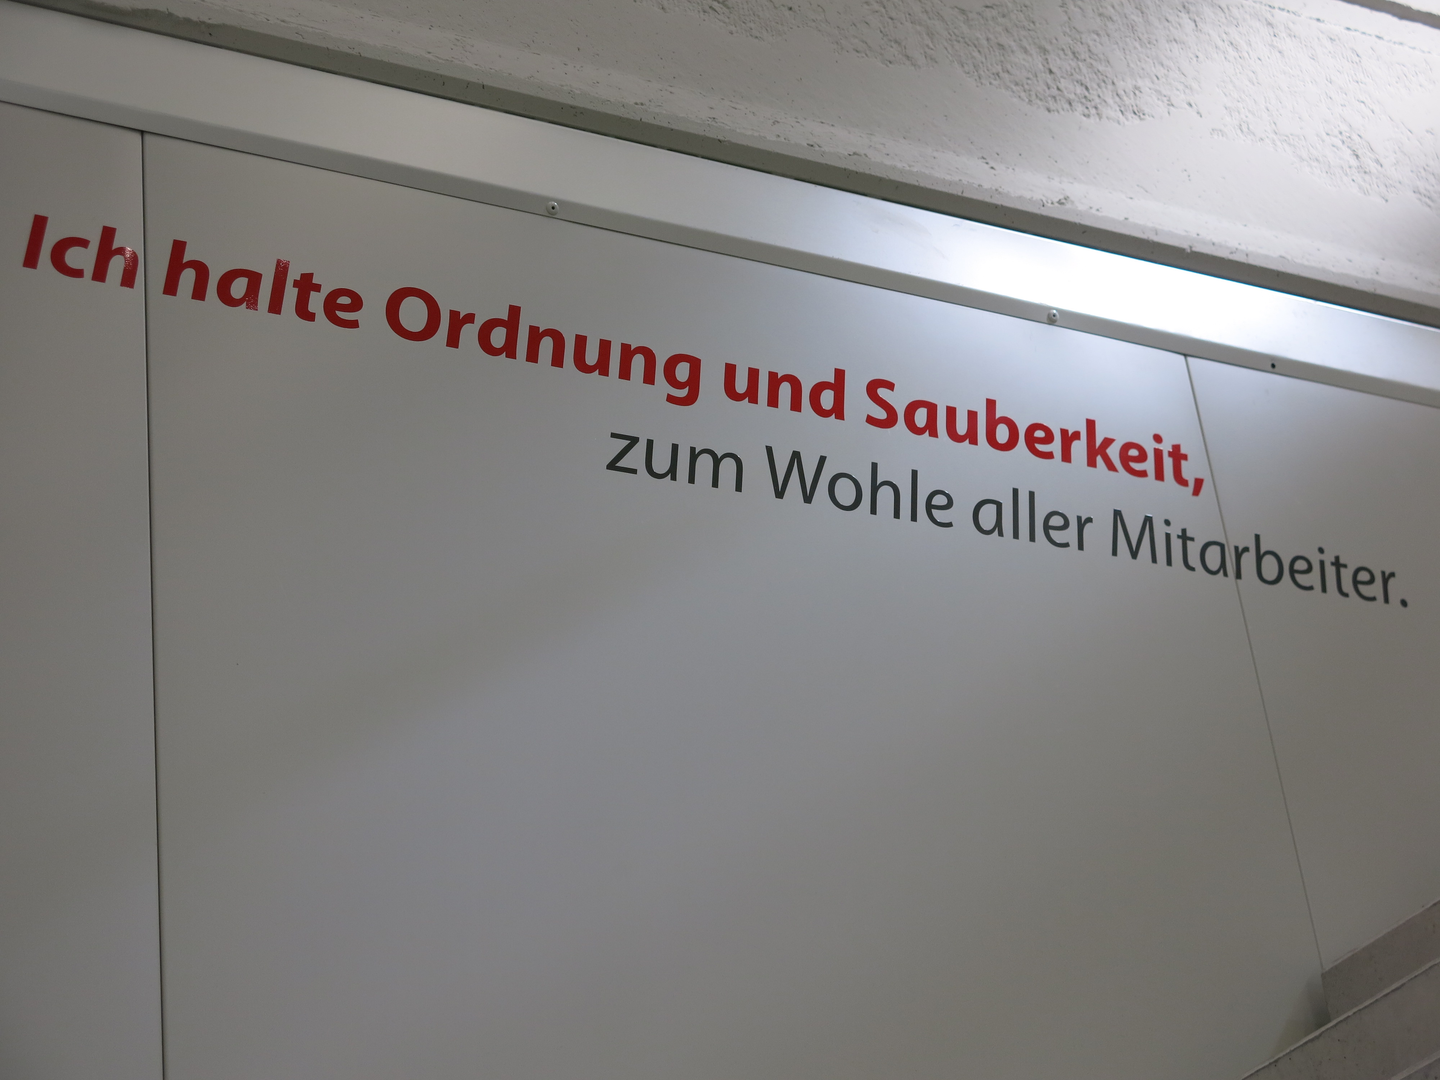 Ich halte Ordnung und Sauberkeit,
zum Wohle aller Mitarbeiter.